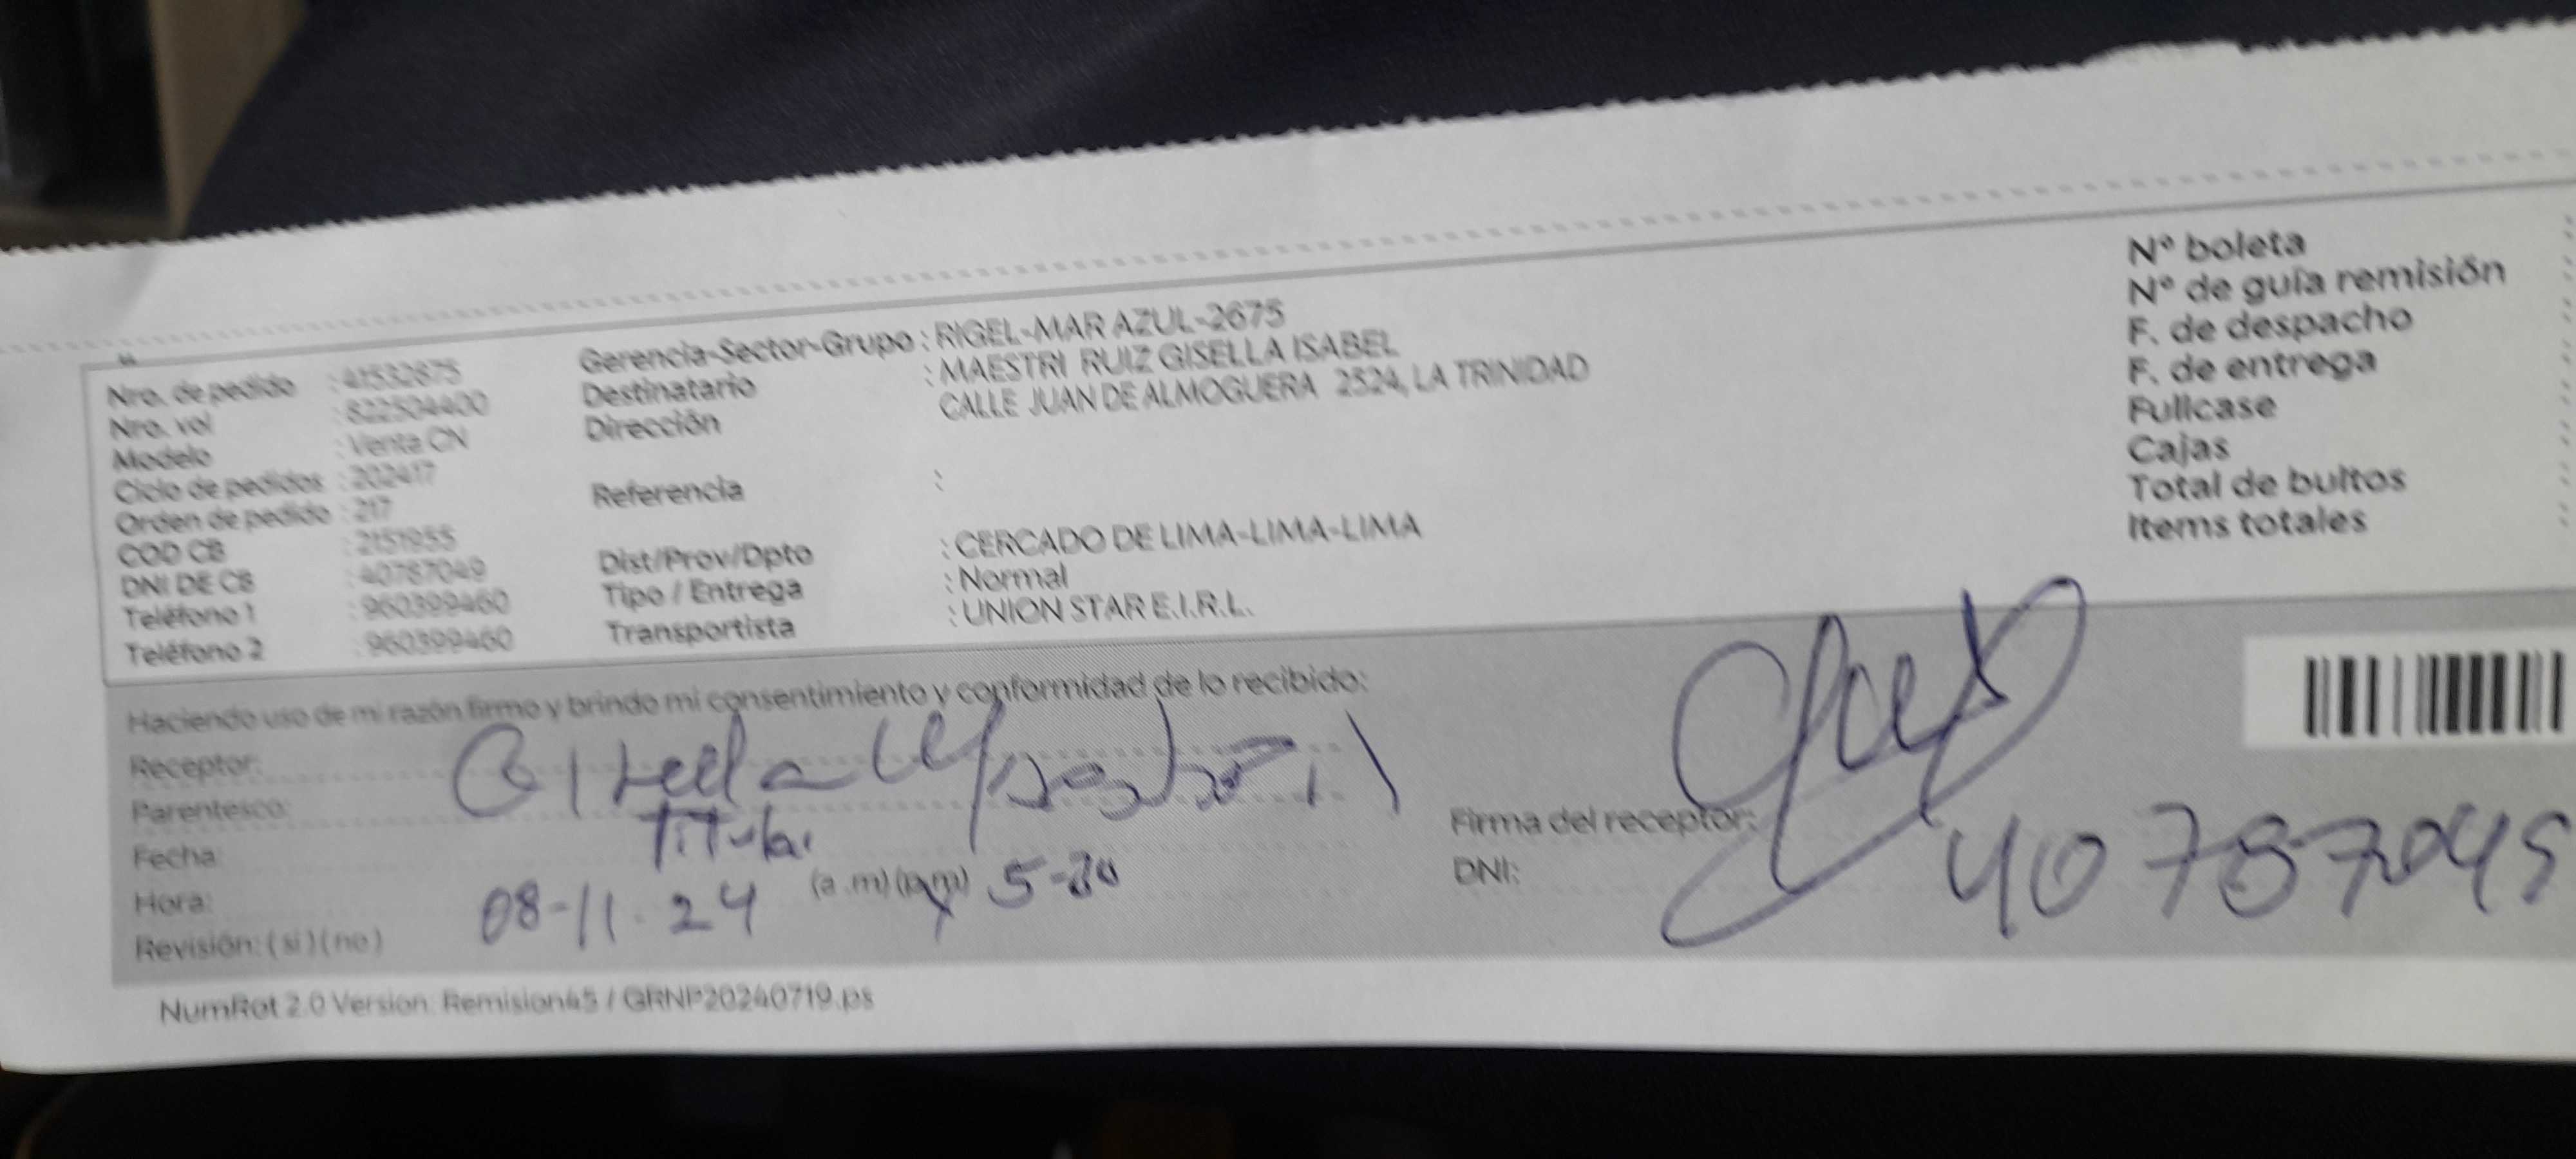 Nro. de pedido : 41532675
Nro. vol : 822504400
Modelo : Venta CN
Ciclo de pedidos : 202417
Orden de pedido : 217
COD CB : 2151955
DNI DE CB : 40787049
Teléfono 1 : 960399460
Teléfono 2 : 960399460
Gerencia-Sector-Grupo : RIGEL-MAR AZUL-2675
Destinatario : MAESTRI RUIZ GISELLA ISABEL
Dirección CALLE JUAN DE ALMOGUERA 2524, LA TRINIDAD
Referencia :
Dist/Prov/Dpto : CERCADO DE LIMA-LIMA-LIMA
Tipo / Entrega : Normal
Transportista : UNION STAR E.I.R.L.
N° boleta :
N° de guía remisión :
F. de despacho :
F. de entrega :
Fullcase :
Cajas :
Total de bultos :
Items totales :
Haciendo uso de mi razón firmo y brindo mi consentimiento y conformidad de lo recibido:
Receptor: Gisella
Parentesco: Titular
Fecha: 08-11-24
Hora: (a.m) (p.m) 5-
Revisión: ( si ) ( no )
Firma del receptor:
DNI: 40787049
NumRot 2.0 Version: Remision45 / GRNP20240719.ps